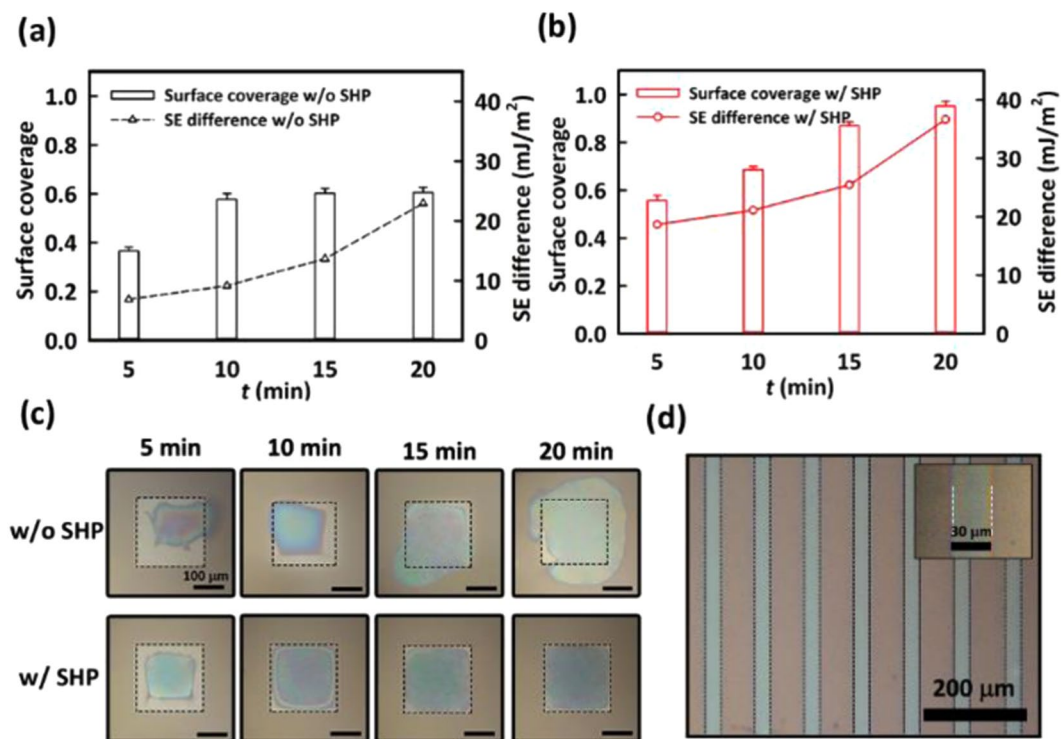 (a)
Surface coverage w/o SHP
SE difference w/o SHP
Surface coverage
1.0
0.8
0.6
0.4
0.2
0.0
40
30
20
10
0
SE difference (mJ/m²)
5 10 15 20
t (min)
(b)
Surface coverage w/ SHP
SE difference w/ SHP
Surface coverage
1.0
0.8
0.6
0.4
0.2
0.0
40
30
20
10
0
SE difference (mJ/m²)
5 10 15 20
t (min)
(c)
5 min 10 min 15 min 20 min
w/o SHP
100 μm
w/ SHP
(d)
30 μm
200 μm